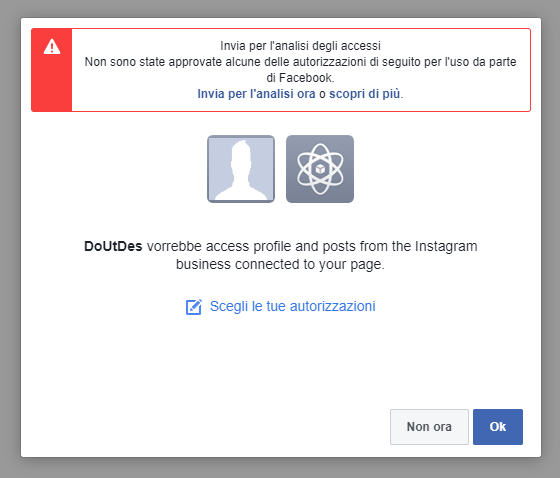 Invia per l'analisi degli accessi
Non sono state approvate alcune delle autorizzazioni di seguito per l'uso da parte
di Facebook.
Invia per l'analisi ora o scopri di più.
DoUtDes vorrebbe access profile and posts from the Instagram
business connected to your page.
Scegli le tue autorizzazioni
Non ora
Ok